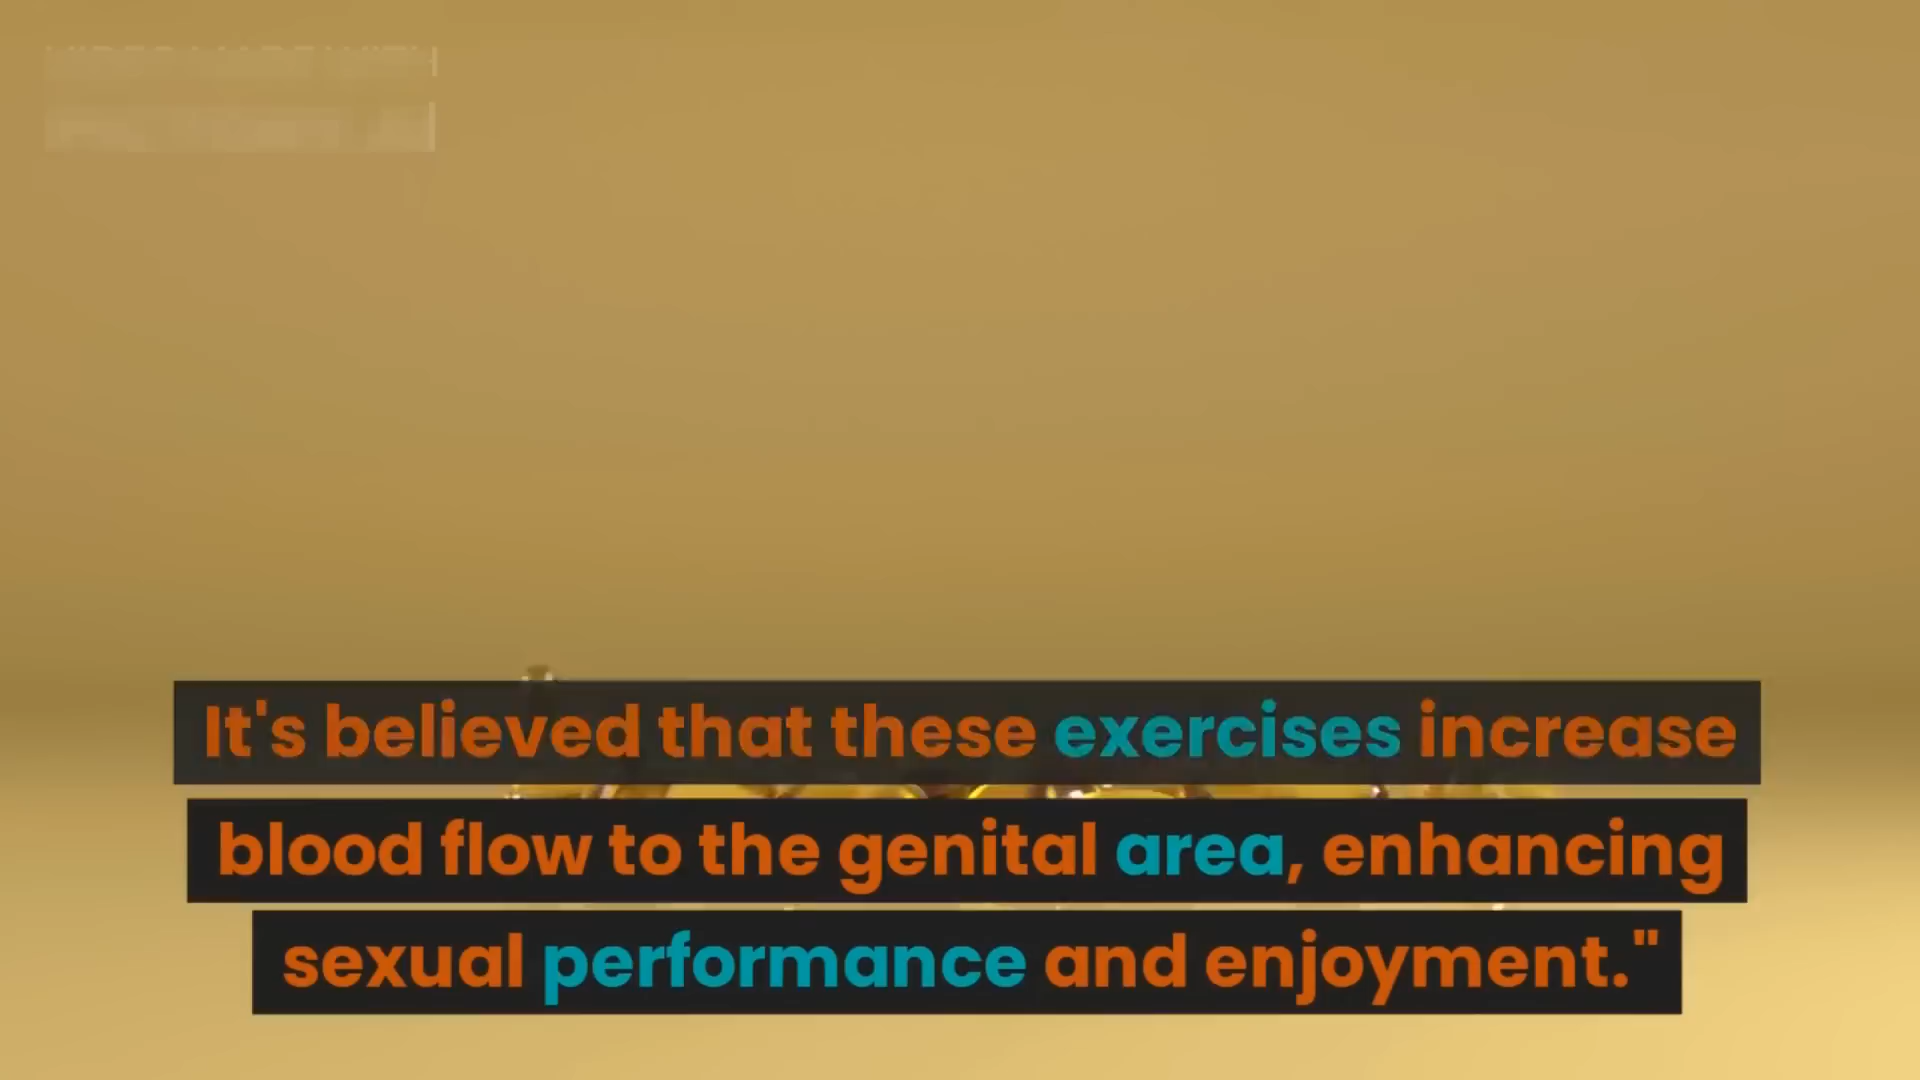 It's believed that these exercises increase
blood flow to the genital area, enhancing
sexual performance and enjoyment."